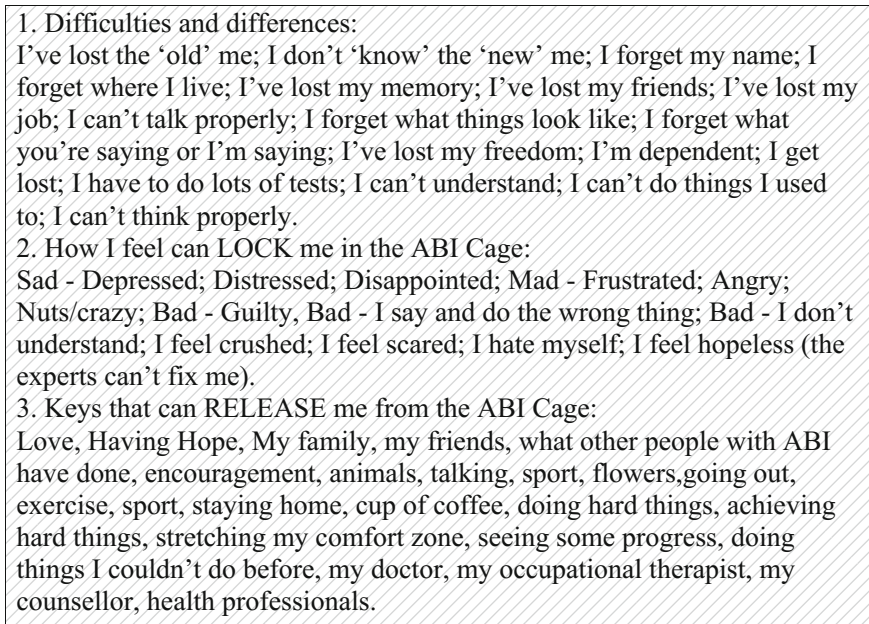 1. Difficulties and differences:
I’ve lost the ‘old’ me; I don’t ‘know’ the ‘new’ me; I forget my name; I
forget where I live; I’ve lost my memory; I’ve lost my friends; I’ve lost my
job; I can’t talk properly; I forget what things look like; I forget what
you’re saying or I’m saying; I’ve lost my freedom; I’m dependent; I get
lost; I have to do lots of tests; I can’t understand; I can’t do things I used
to; I can’t think properly.
2. How I feel can LOCK me in the ABI Cage:
Sad - Depressed; Distressed; Disappointed; Mad - Frustrated; Angry;
Nuts/crazy; Bad - Guilty, Bad - I say and do the wrong thing; Bad - I don’t
understand; I feel crushed; I feel scared; I hate myself; I feel hopeless (the
experts can’t fix me).
3. Keys that can RELEASE me from the ABI Cage:
Love, Having Hope, My family, my friends, what other people with ABI
have done, encouragement, animals, talking, sport, flowers,going out,
exercise, sport, staying home, cup of coffee, doing hard things, achieving
hard things, stretching my comfort zone, seeing some progress, doing
things I couldn’t do before, my doctor, my occupational therapist, my
counsellor, health professionals.